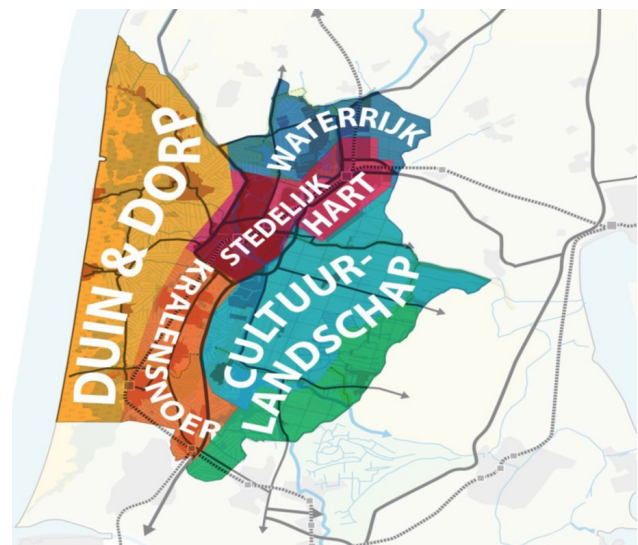 DUIN & DORP
WATERRIJK
STEDELIJK
HART
KRALENSNOER
CULTUUR-
LANDSCHAP